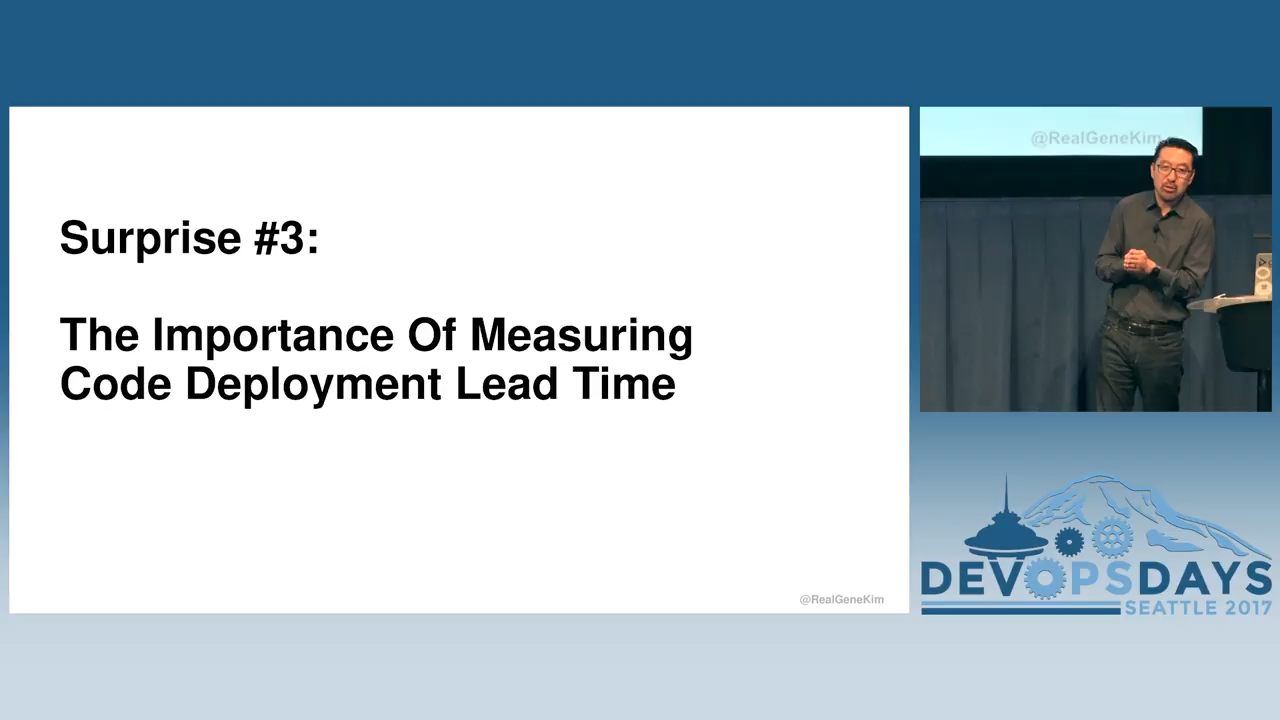 Surprise #3:
The Importance Of Measuring
Code Deployment Lead Time
@RealGeneKim
@RealGeneKim
DEVOPSDAYS
SEATTLE 2017